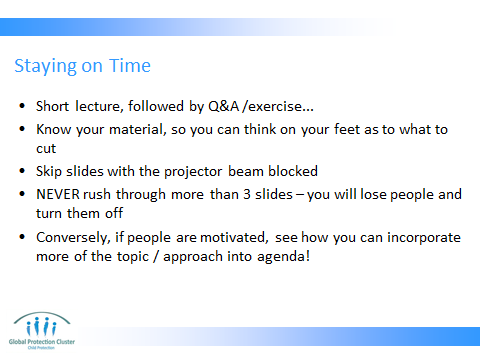 Staying on Time
• Short lecture, followed by Q&A /exercise...
• Know your material, so you can think on your feet as to what to
cut
• Skip slides with the projector beam blocked
• NEVER rush through more than 3 slides – you will lose people and
turn them off
• Conversely, if people are motivated, see how you can incorporate
more of the topic / approach into agenda!
Global Protection Cluster
Child Protection